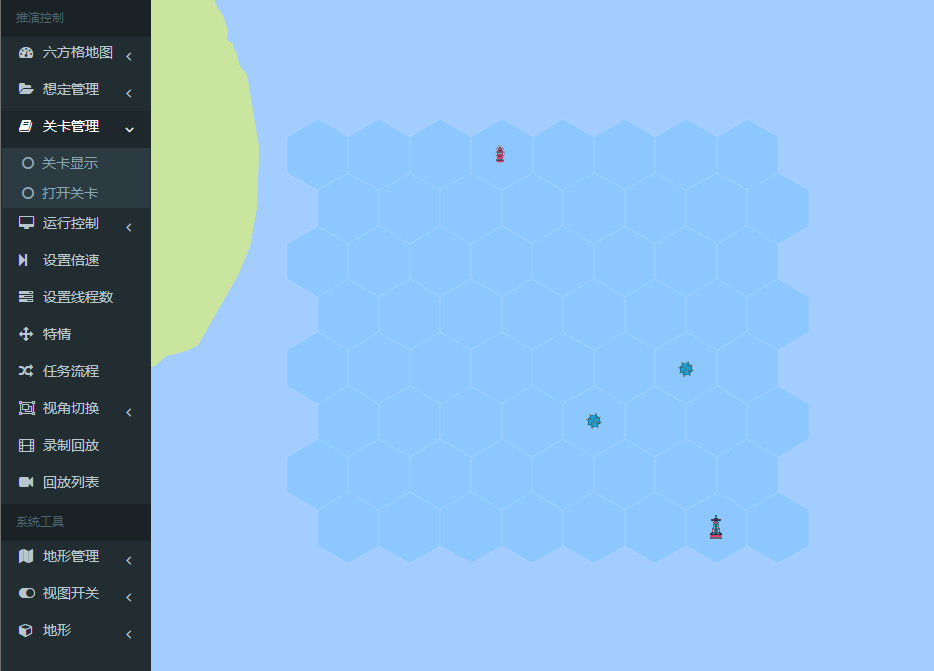 推演控制
六方格地图
想定管理
关卡管理
关卡显示
打开关卡
运行控制
设置倍速
设置线程数
特情
任务流程
视角切换
录制回放
回放列表
系统工具
地形管理
视图开关
地形